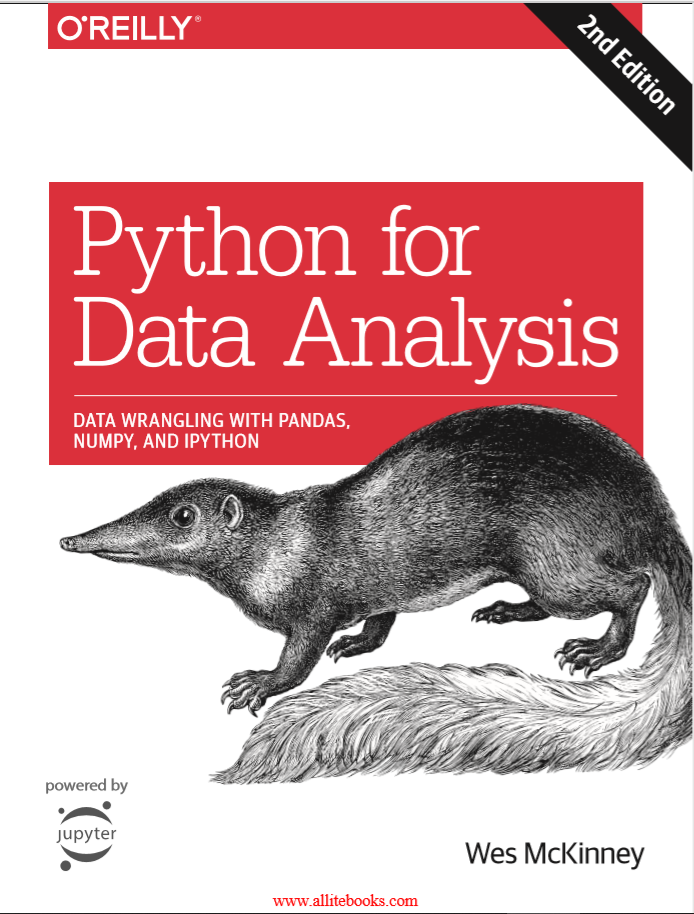 O'REILLY®
2nd Edition
Python for
Data Analysis
DATA WRANGLING WITH PANDAS,
NUMPY, AND IPYTHON
powered by
jupyter
Wes McKinney
www.allitebooks.com